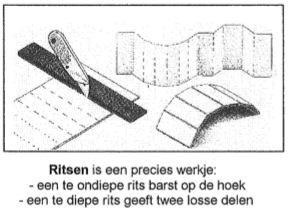 Ritsen is een precies werkje:
- een te ondiepe rits barst op de hoek
- een te diepe rits geeft twee losse delen